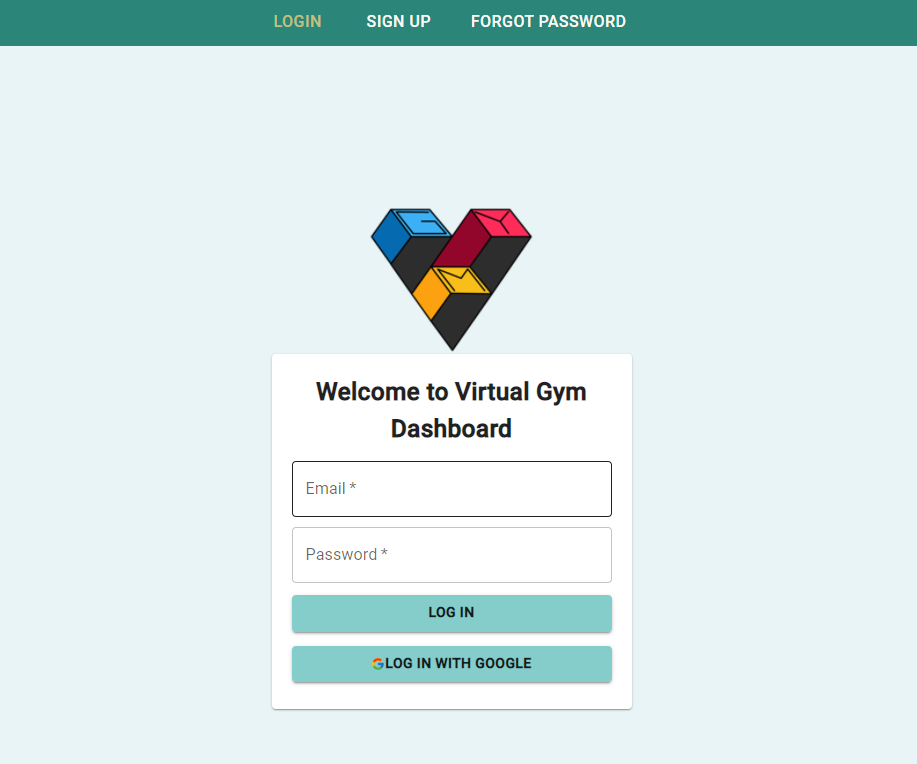 LOGIN SIGN UP FORGOT PASSWORD
Welcome to Virtual Gym
Dashboard
Email *
Password *
LOG IN
LOG IN WITH GOOGLE